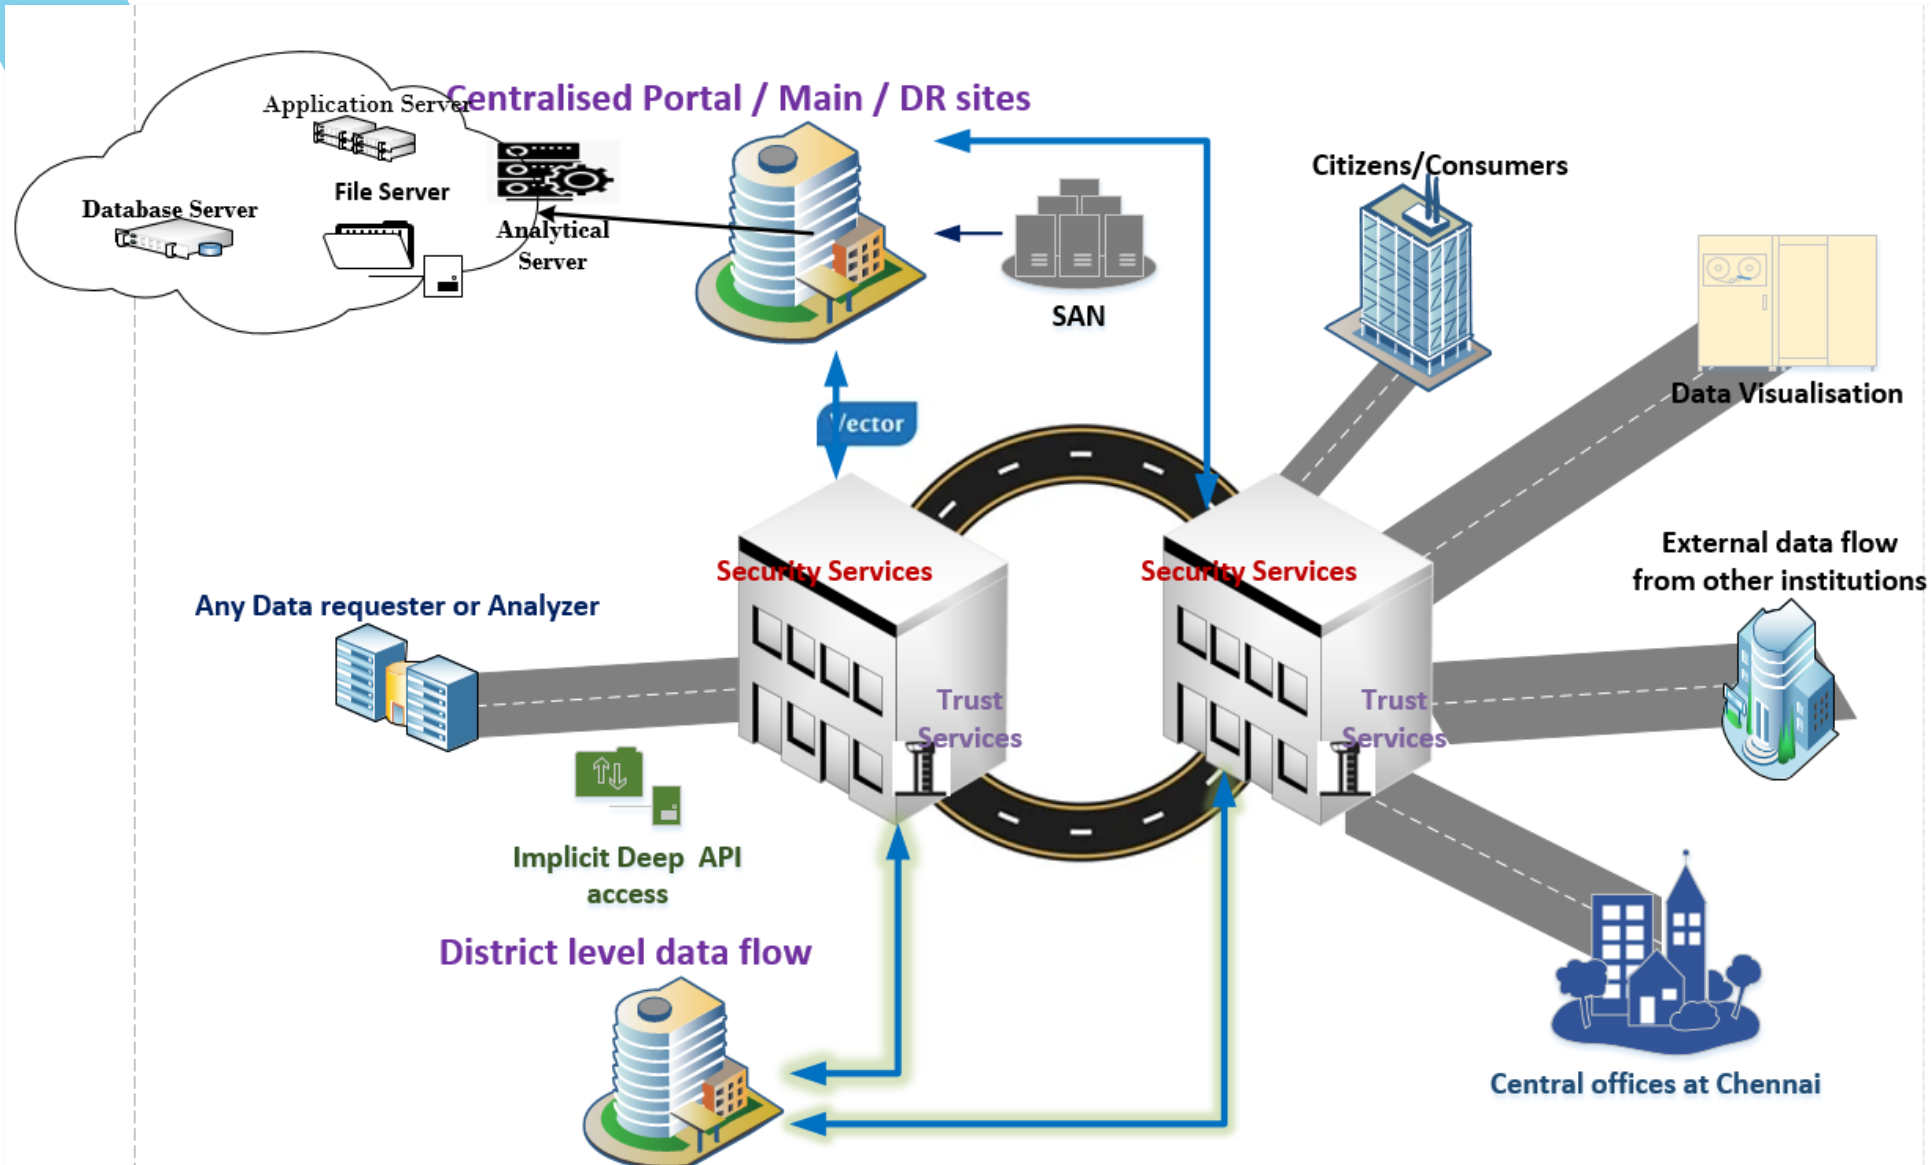 Centralised Portal / Main / DR sites
Application Server
File Server
Database Server
Analytical
Server
SAN
Citizens/Consumers
Data Visualisation
Vector
Security Services
Security Services
External data flow
from other institutions
Any Data requester or Analyzer
Trust
Services
Trust
Services
Implicit Deep API
access
District level data flow
Central offices at Chennai